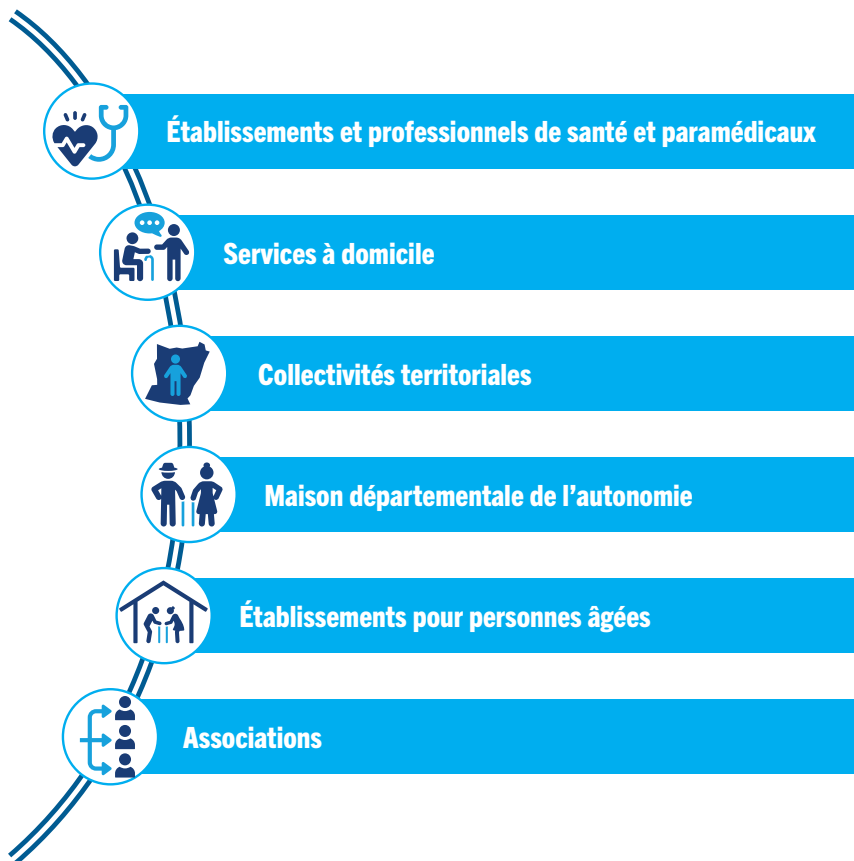 Établissements et professionnels de santé et paramédicaux
Services à domicile
Collectivités territoriales
Maison départementale de l’autonomie
Établissements pour personnes âgées
Associations